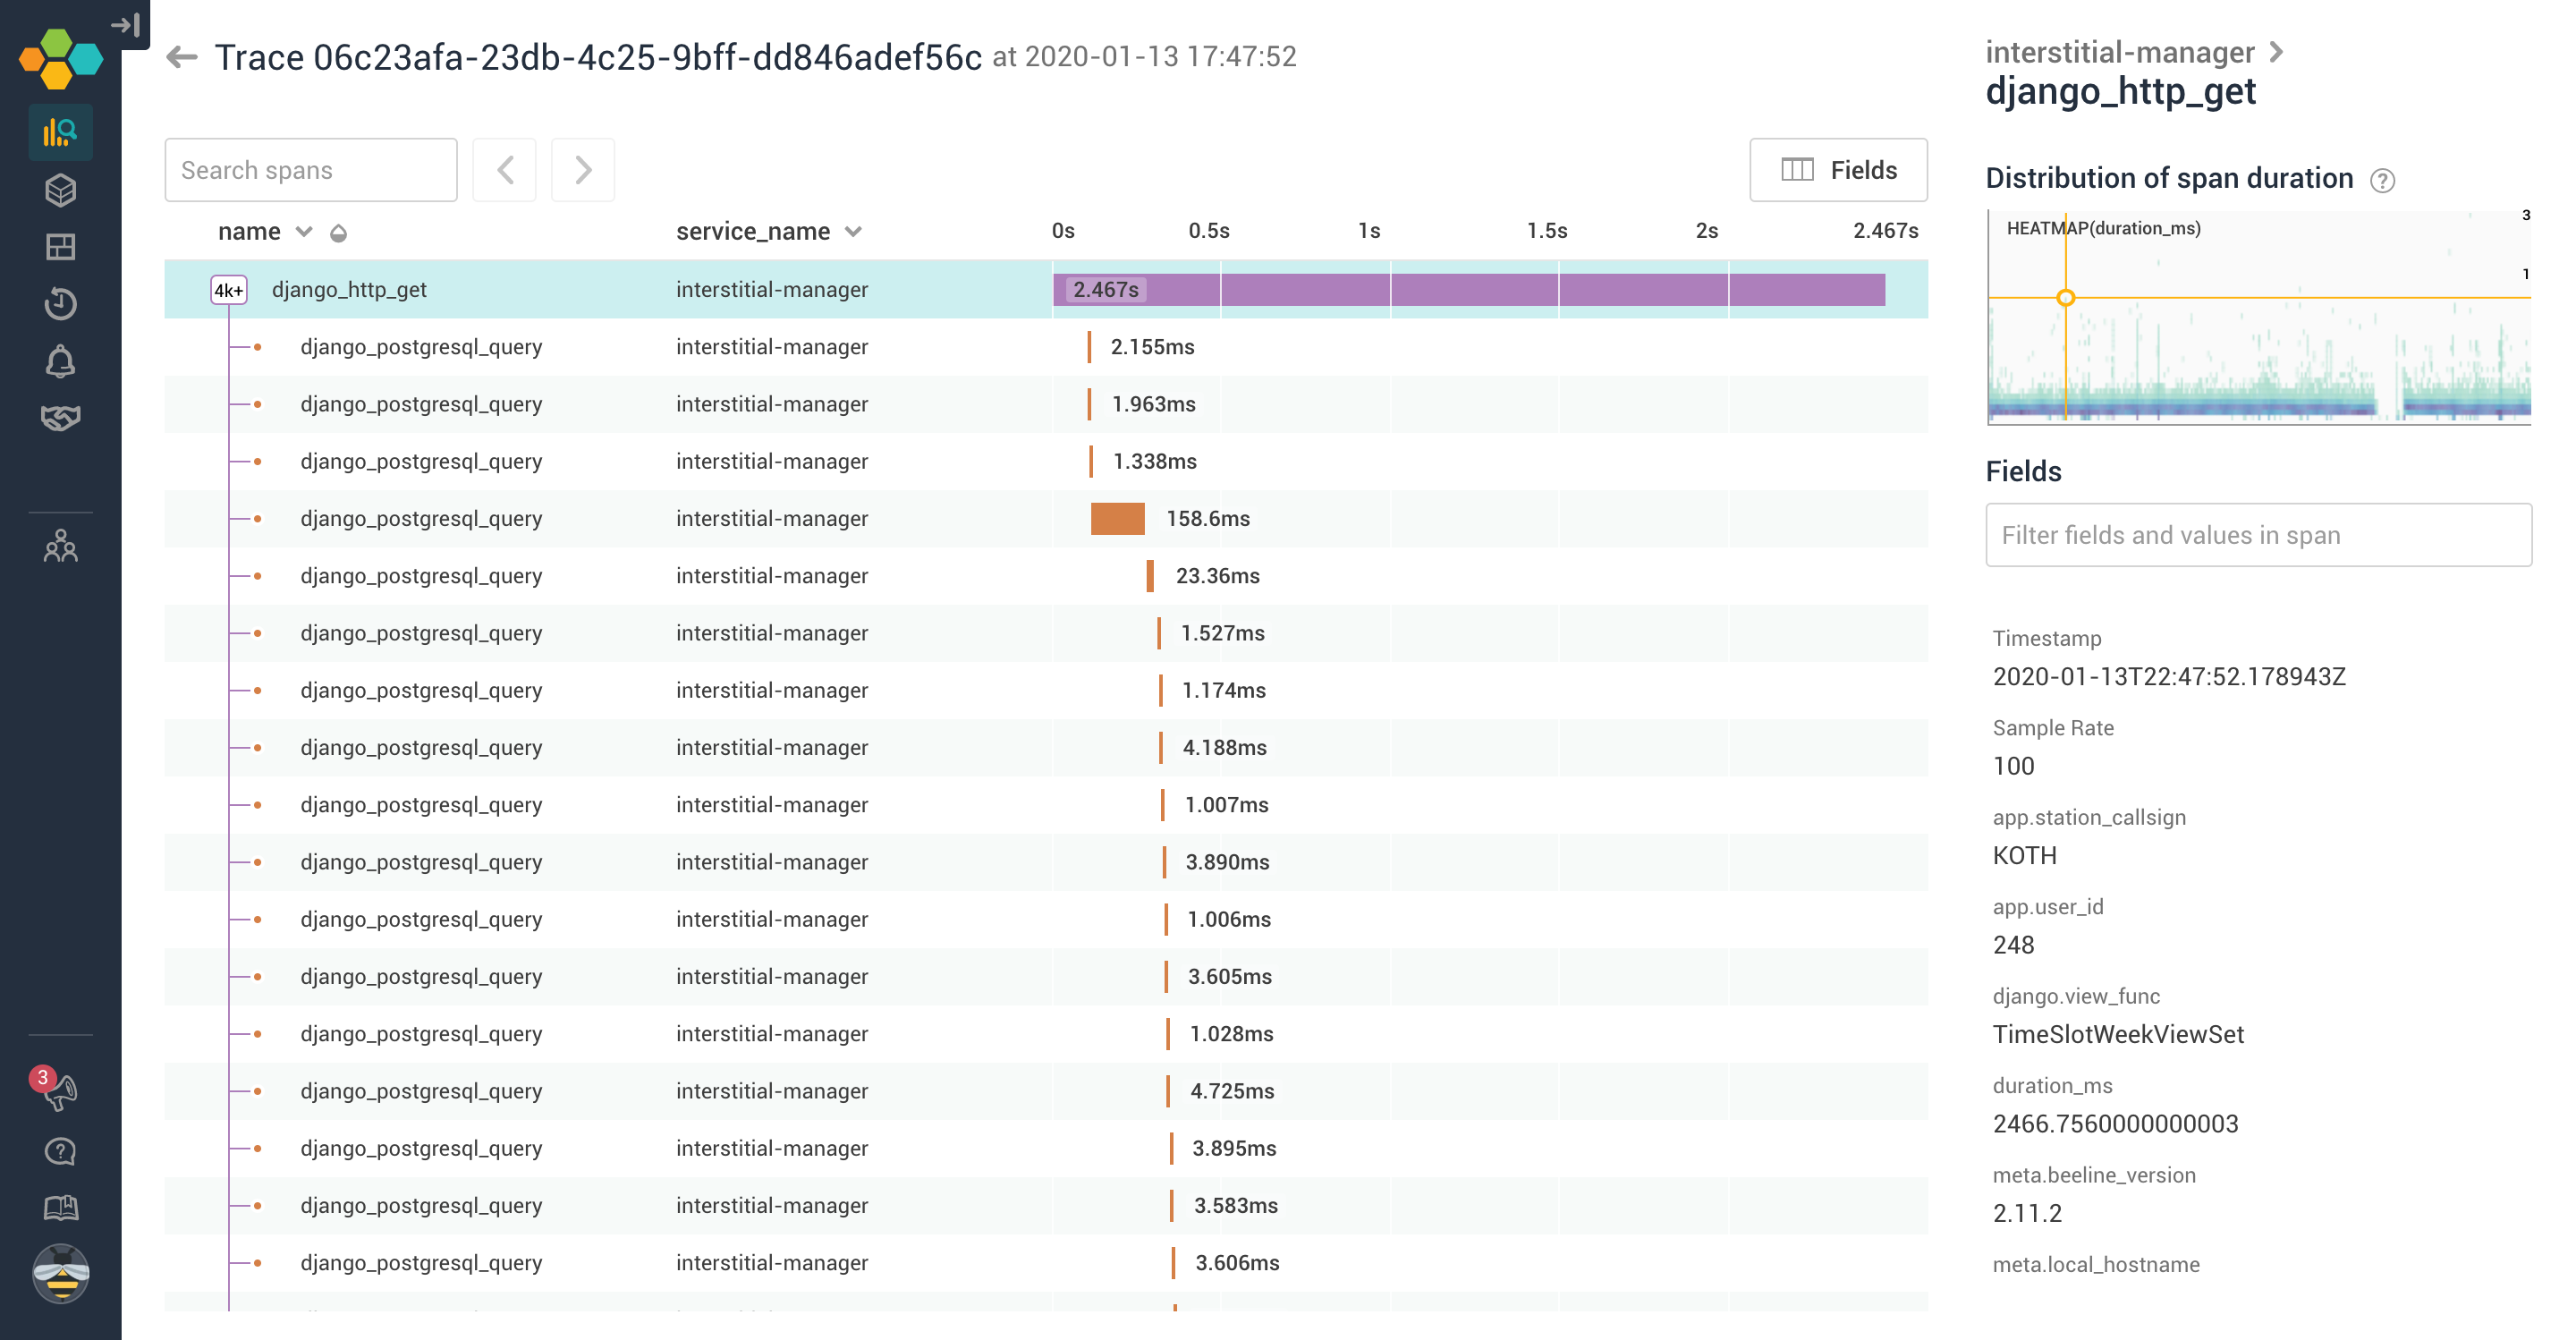 Trace 06c23afa-23db-4c25-9bff-dd846adef56c at 2020-01-13 17:47:52
Search spans
Fields
name service_name 0s 0.5s 1s 1.5s 2s 2.467s
4k+ django_http_get interstitial-manager 2.467s
django_postgresql_query interstitial-manager 2.155ms
django_postgresql_query interstitial-manager 1.963ms
django_postgresql_query interstitial-manager 1.338ms
django_postgresql_query interstitial-manager 158.6ms
django_postgresql_query interstitial-manager 23.36ms
django_postgresql_query interstitial-manager 1.527ms
django_postgresql_query interstitial-manager 1.174ms
django_postgresql_query interstitial-manager 4.188ms
django_postgresql_query interstitial-manager 1.007ms
django_postgresql_query interstitial-manager 3.890ms
django_postgresql_query interstitial-manager 1.006ms
django_postgresql_query interstitial-manager 3.605ms
django_postgresql_query interstitial-manager 1.028ms
django_postgresql_query interstitial-manager 4.725ms
django_postgresql_query interstitial-manager 3.895ms
django_postgresql_query interstitial-manager 3.583ms
django_postgresql_query interstitial-manager 3.606ms
3
interstitial-manager
django_http_get
Distribution of span duration ?
3
HEATMAP(duration_ms)
1
Fields
Filter fields and values in span
Timestamp
2020-01-13T22:47:52.178943Z
Sample Rate
100
app.station_callsign
KOTH
app.user_id
248
django.view_func
TimeSlotWeekViewSet
duration_ms
2466.7560000000003
meta.beeline_version
2.11.2
meta.local_hostname